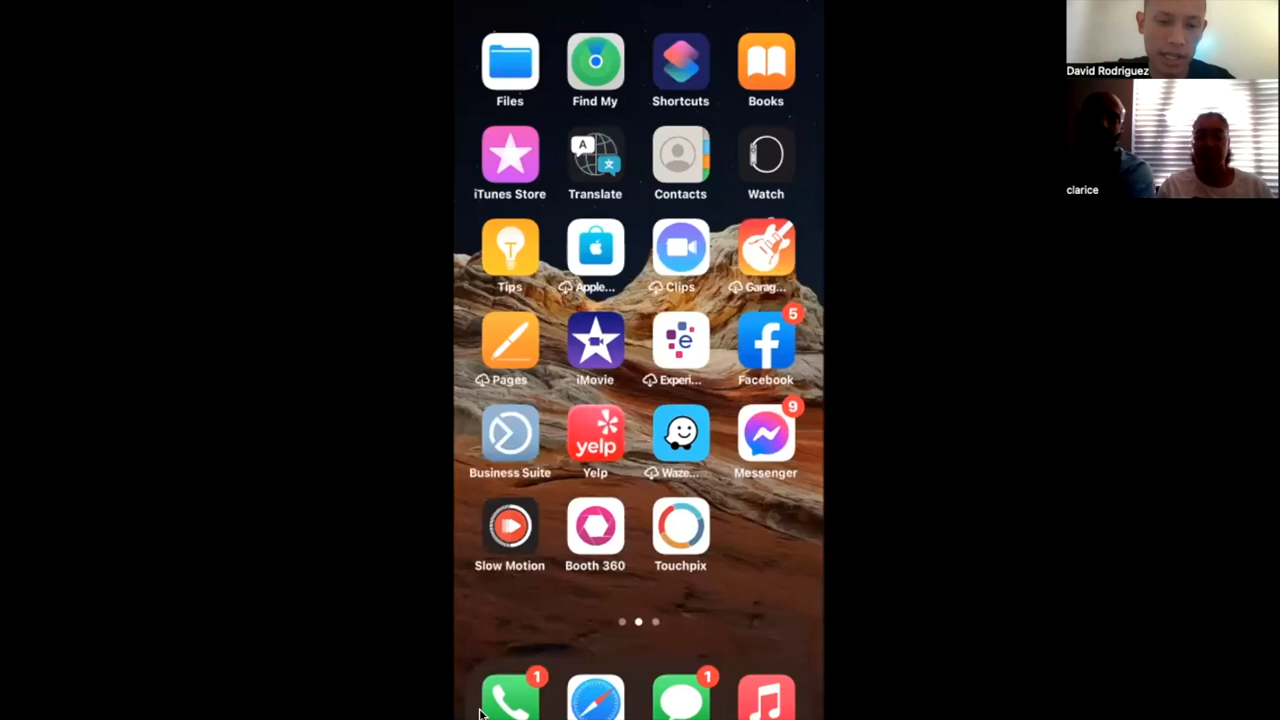 David Rodriguez
clarice
Files
Find My
Shortcuts
Books
iTunes Store
A
文
Translate
Contacts
Watch
T
Tips
Apple...
Clips
Garag...
Pages
iMovie
e
Experi...
5
f
Facebook
Business Suite
yelp
Yelp
Waze...
9
Messenger
Slow Motion
Booth 360
Touchpix
1
1